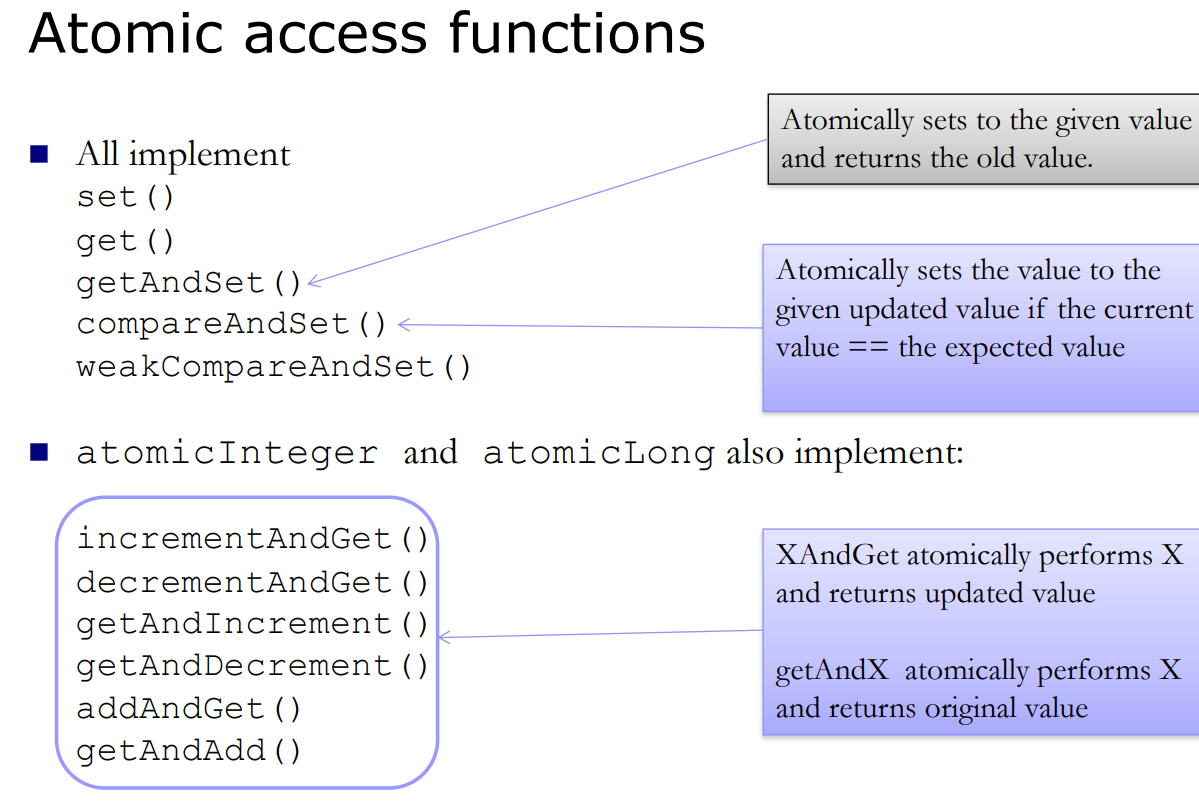 Atomic access functions
All implement
set()
get()
getAndSet()
compareAndSet()
weakCompareAndSet()
Atomically sets to the given value
and returns the old value.
Atomically sets the value to the
given updated value if the current
value == the expected value
atomicInteger and atomicLong also implement:
incrementAndGet()
decrementAndGet()
getAndIncrement()
getAndDecrement()
addAndGet()
getAndAdd()
XAndGet atomically performs X
and returns updated value
getAndX atomically performs X
and returns original value